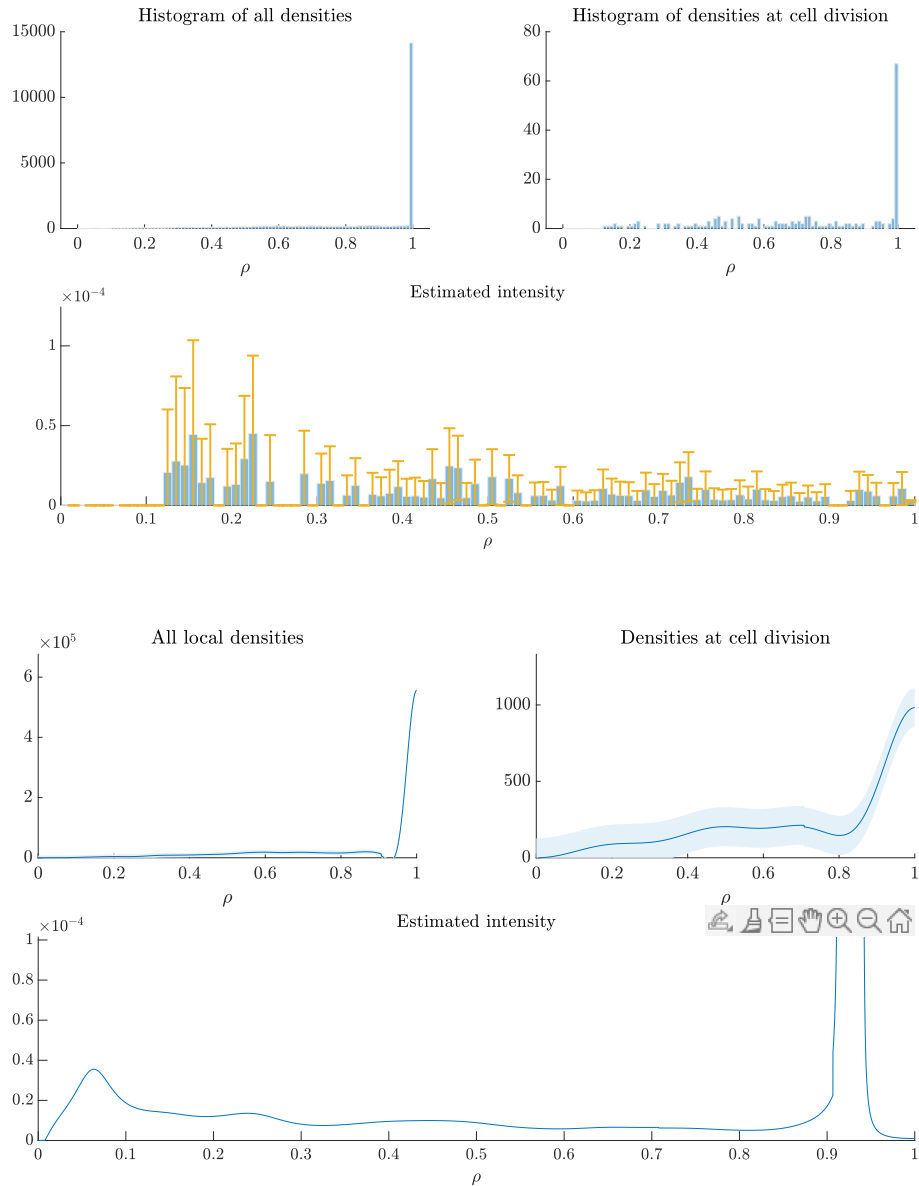 Histogram of all densities
15000
10000
5000
0
0 0.2 0.4 0.6 0.8 1
ρ
Histogram of densities at cell division
80
60
40
20
0
0 0.2 0.4 0.6 0.8 1
ρ
Estimated intensity
×10⁻⁴
1
0.5
0
0 0.1 0.2 0.3 0.4 0.5 0.6 0.7 0.8 0.9 1
ρ
All local densities
×10⁵
6
4
2
0
0 0.2 0.4 0.6 0.8 1
ρ
Densities at cell division
1000
500
0
0 0.2 0.4 0.6 0.8 1
ρ
Estimated intensity
×10⁻⁴
1
0.8
0.6
0.4
0.2
0
0 0.1 0.2 0.3 0.4 0.5 0.6 0.7 0.8 0.9 1
ρ